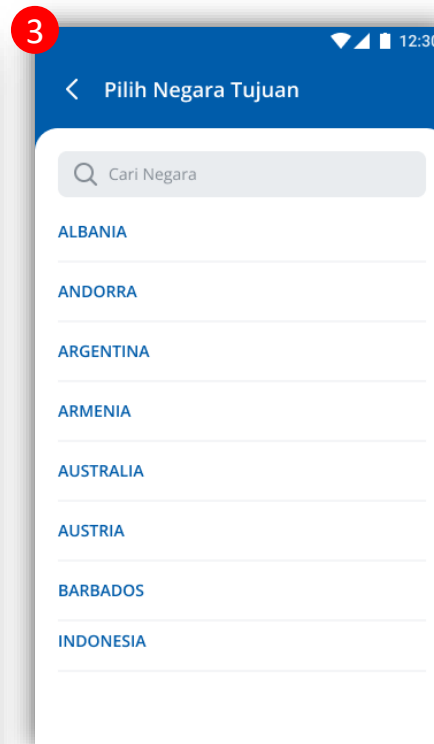 3
12:30
Pilih Negara Tujuan
Cari Negara
ALBANIA
ANDORRA
ARGENTINA
ARMENIA
AUSTRALIA
AUSTRIA
BARBADOS
INDONESIA